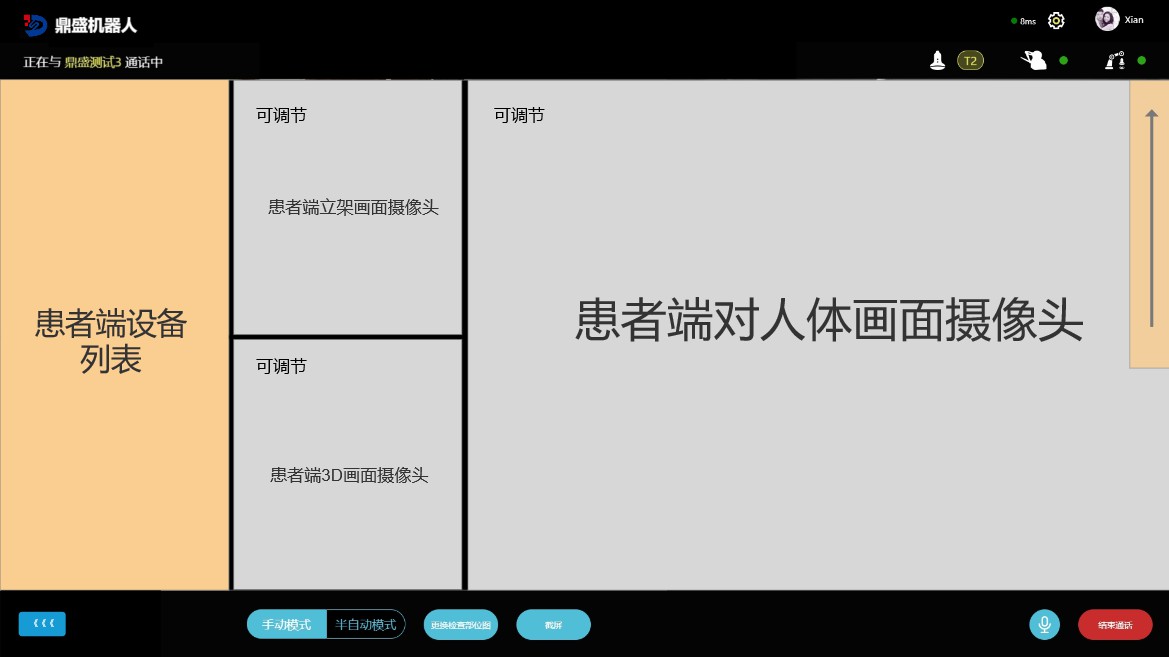 鼎盛机器人
8ms
Xian
正在与 鼎盛测试3 通话中
T2
患者端设备
列表
可调节
患者端立架画面摄像头
可调节
患者端3D画面摄像头
可调节
患者端对人体画面摄像头
手动模式
半自动模式
更换检查部位图
截屏
结束通话